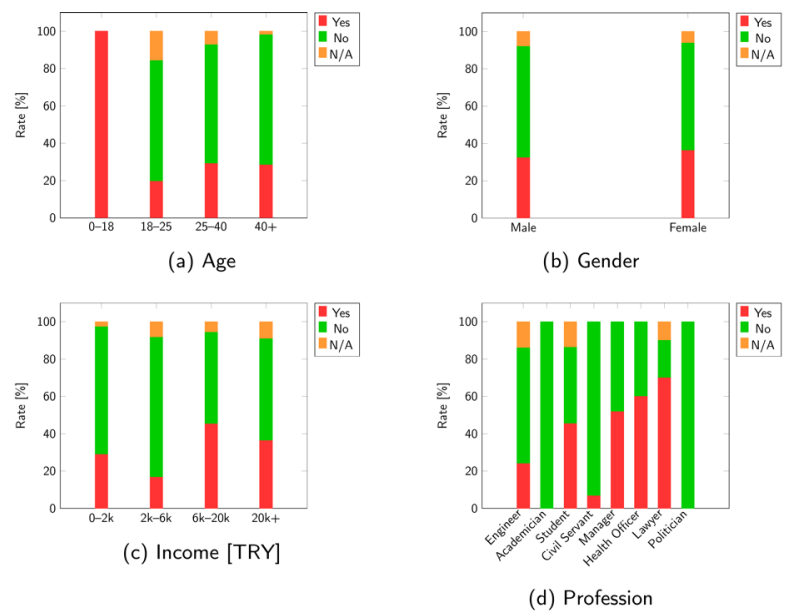 Yes
No
N/A
100
80
60
40
20
0
Rate [%]
0–18
18–25
25–40
40+
(a) Age
Yes
No
N/A
100
80
60
40
20
0
Rate [%]
Male
Female
(b) Gender
Yes
No
N/A
100
80
60
40
20
0
Rate [%]
0–2k
2k–6k
6k–20k
20k+
(c) Income [TRY]
Yes
No
N/A
100
80
60
40
20
0
Rate [%]
Engineer
Academician
Student
Civil Servant
Manager
Health Officer
Lawyer
Politician
(d) Profession